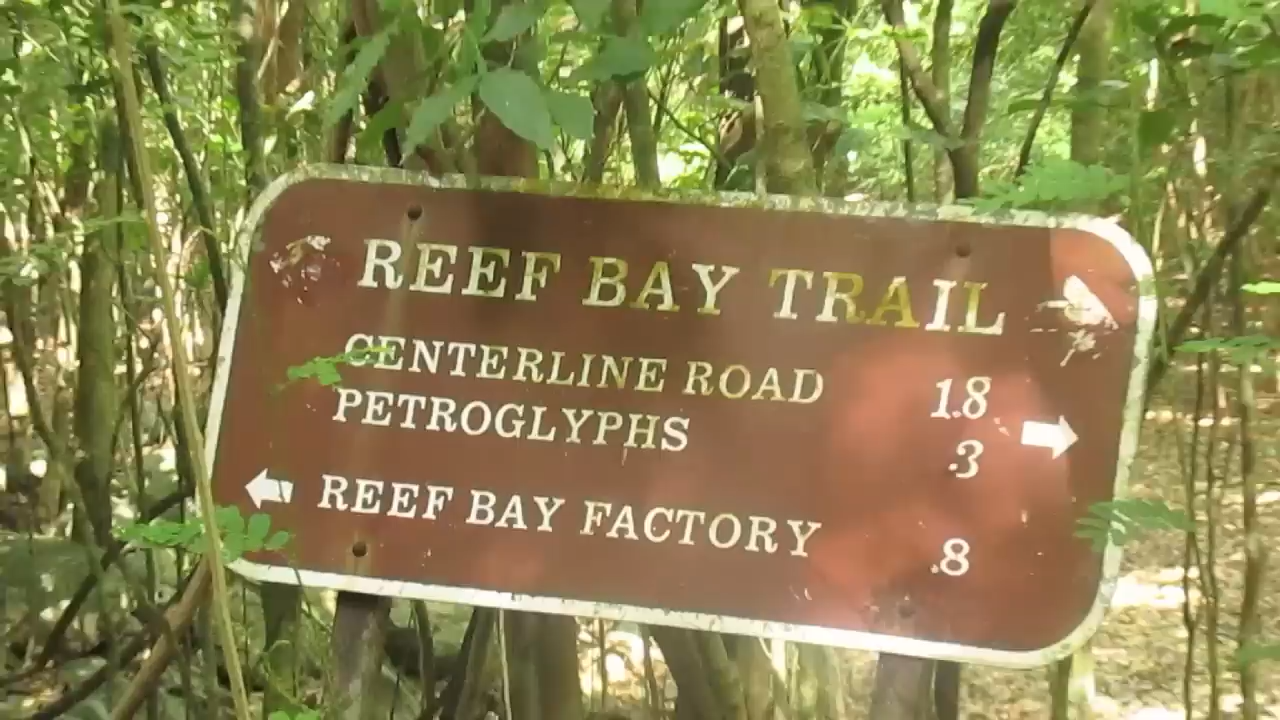 REEF BAY TRAIL
CENTERLINE ROAD 1.8
PETROGLYPHS .3
REEF BAY FACTORY .8